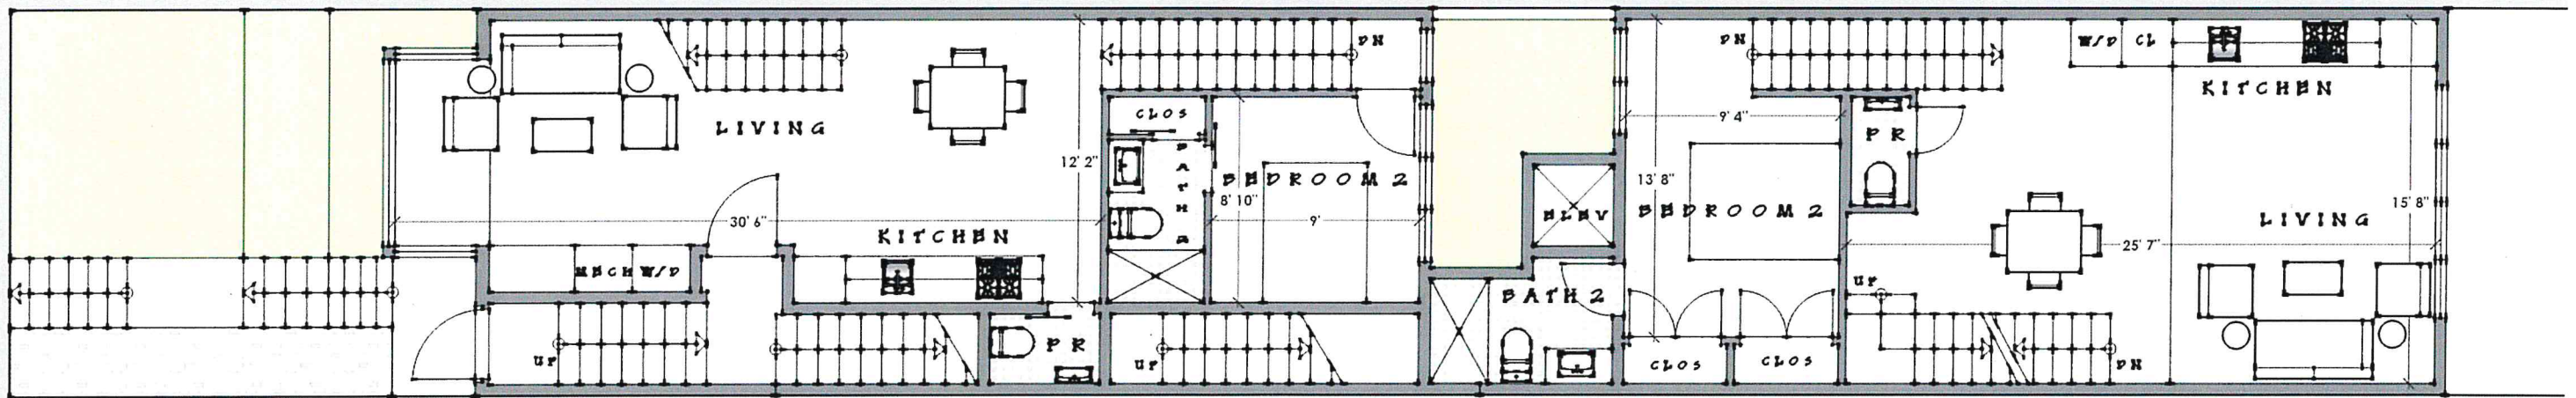 LIVING
30' 6"
MECH W/D
UP
12' 2"
KITCHEN
PR
DN
CLOS
BATH 2
BEDROOM 2
8' 10"
9'
UP
ELEV
BATH 2
DN
9' 4"
13' 8"
BEDROOM 2
CLOS
CLOS
PR
UP
DN
25' 7"
W/D CL
KITCHEN
LIVING
15' 8"